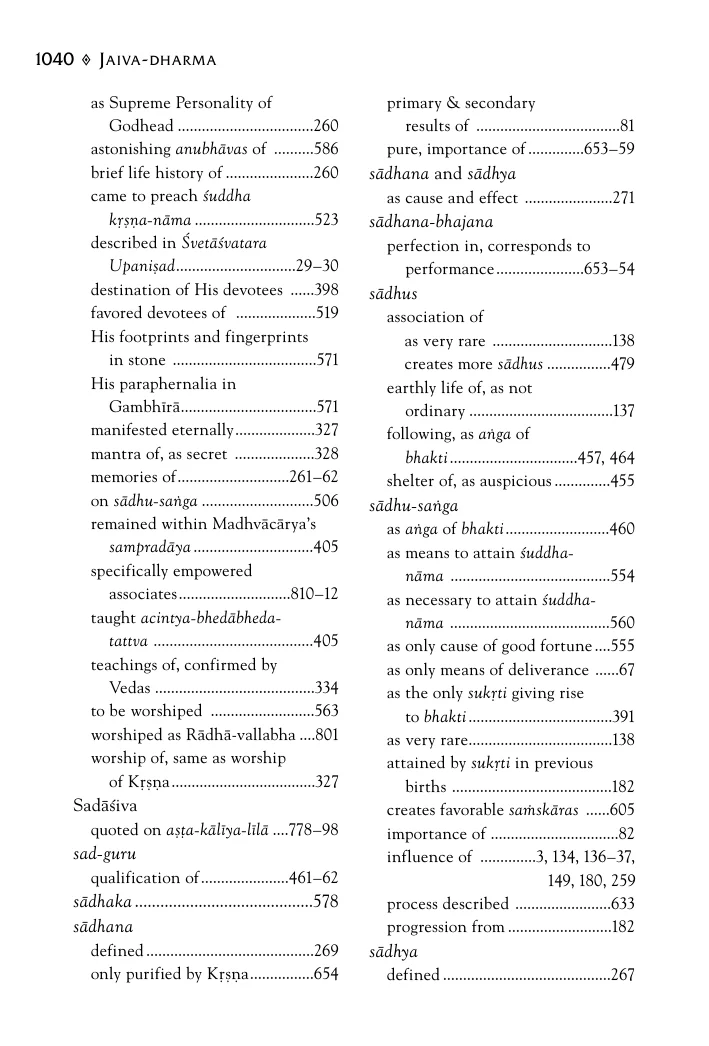 1040 ◈ JAIVA-DHARMA
as Supreme Personality of
Godhead ..................................260
astonishing anubhāvas of ..........586
brief life history of ......................260
came to preach śuddha
kṛṣṇa-nāma ..............................523
described in Śvetāśvatara
Upaniṣad..............................29–30
destination of His devotees ......398
favored devotees of ....................519
His footprints and fingerprints
in stone ....................................571
His paraphernalia in
Gambhīrā..................................571
manifested eternally....................327
mantra of, as secret ....................328
memories of............................261–62
on sādhu-saṅga ............................506
remained within Madhvācārya's
sampradāya ..............................405
specifically empowered
associates............................810–12
taught acintya-bhedābheda-
tattva ........................................405
teachings of, confirmed by
Vedas ........................................334
to be worshiped ..........................563
worshiped as Rādhā-vallabha ....801
worship of, same as worship
of Kṛṣṇa....................................327
Sadāśiva
quoted on aṣṭa-kālīya-līlā ....778–98
sad-guru
qualification of......................461–62
sādhaka .........................................578
sādhana
defined ..........................................269
only purified by Kṛṣṇa................654
primary & secondary
results of ....................................81
pure, importance of..............653–59
sādhana and sādhya
as cause and effect ......................271
sādhana-bhajana
perfection in, corresponds to
performance......................653–54
sādhus
association of
as very rare ..............................138
creates more sādhus ................479
earthly life of, as not
ordinary ....................................137
following, as aṅga of
bhakti................................457, 464
shelter of, as auspicious ..............455
sādhu-saṅga
as aṅga of bhakti..........................460
as means to attain śuddha-
nāma ........................................554
as necessary to attain śuddha-
nāma ........................................560
as only cause of good fortune....555
as only means of deliverance ......67
as the only sukṛti giving rise
to bhakti....................................391
as very rare....................................138
attained by sukṛti in previous
births ........................................182
creates favorable saṁskāras ......605
importance of ................................82
influence of ..............3, 134, 136–37,
149, 180, 259
process described ........................633
progression from ..........................182
sādhya
defined ..........................................267